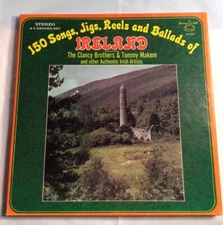 STEREO
A 5 RECORD SET
150 Songs, Jigs, Reels and Ballads of
IRELAND
The Clancy Brothers & Tommy Makem
and other Authentic Irish Artists